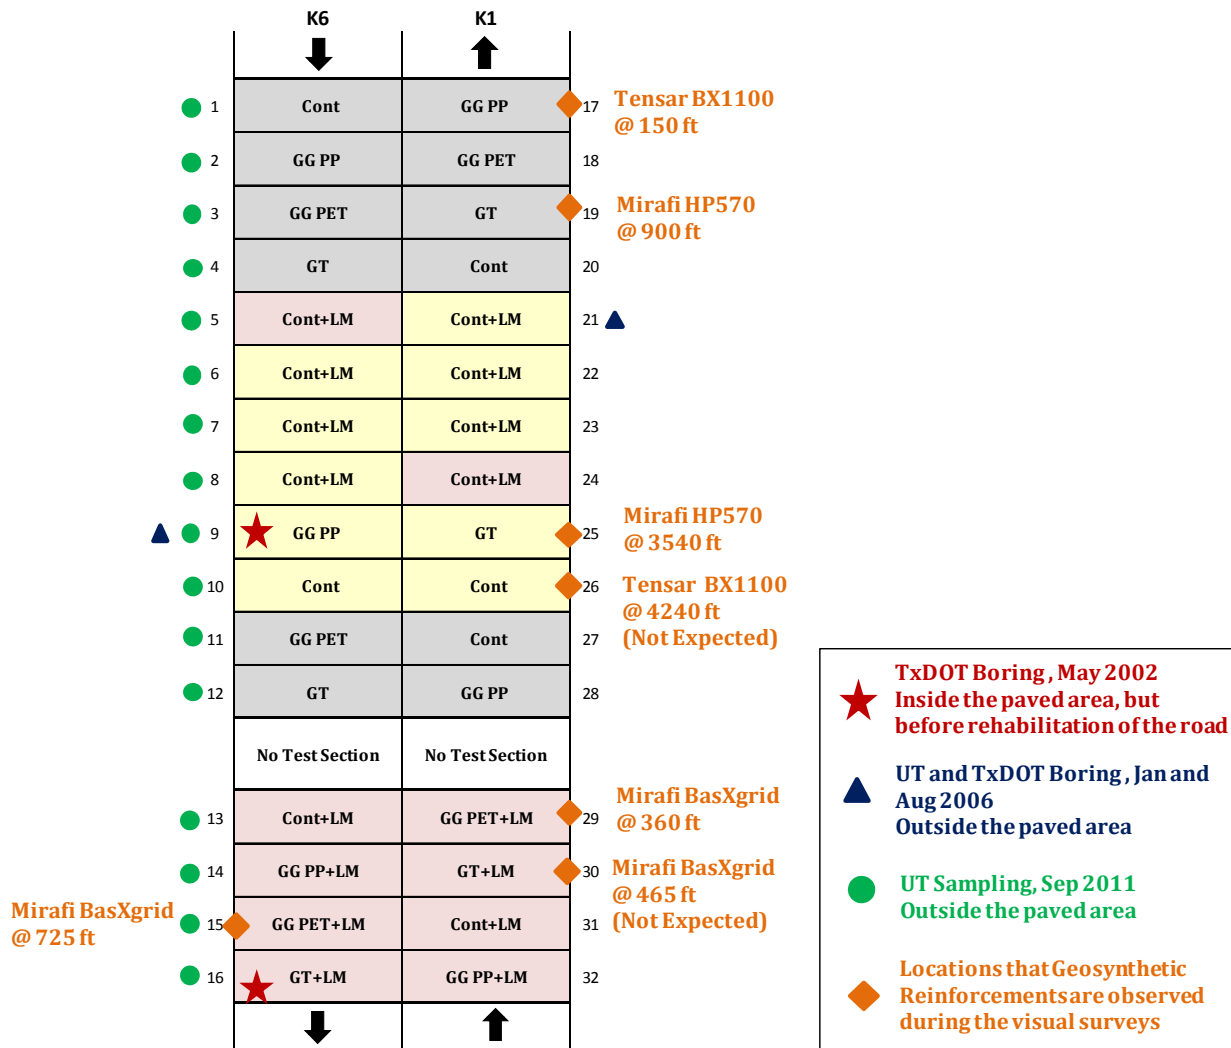 K6 K1
1 Cont GG PP 17 Tensar BX1100
@ 150 ft
2 GG PP GG PET 18
3 GG PET GT 19 Mirafi HP570
@ 900 ft
4 GT Cont 20
5 Cont+LM Cont+LM 21
6 Cont+LM Cont+LM 22
7 Cont+LM Cont+LM 23
8 Cont+LM Cont+LM 24
9 GG PP GT 25 Mirafi HP570
@ 3540 ft
10 Cont Cont 26 Tensar BX1100
@ 4240 ft
(Not Expected)
11 GG PET Cont 27
12 GT GG PP 28
No Test Section No Test Section
13 Cont+LM GG PET+LM 29 Mirafi BasXgrid
@ 360 ft
14 GG PP+LM GT+LM 30 Mirafi BasXgrid
@ 465 ft
(Not Expected)
Mirafi BasXgrid
@ 725 ft
15 GG PET+LM Cont+LM 31
16 GT+LM GG PP+LM 32
TxDOT Boring , May 2002
Inside the paved area, but
before rehabilitation of the road
UT and TxDOT Boring , Jan and
Aug 2006
Outside the paved area
UT Sampling, Sep 2011
Outside the paved area
Locations that Geosynthetic
Reinforcements are observed
during the visual surveys